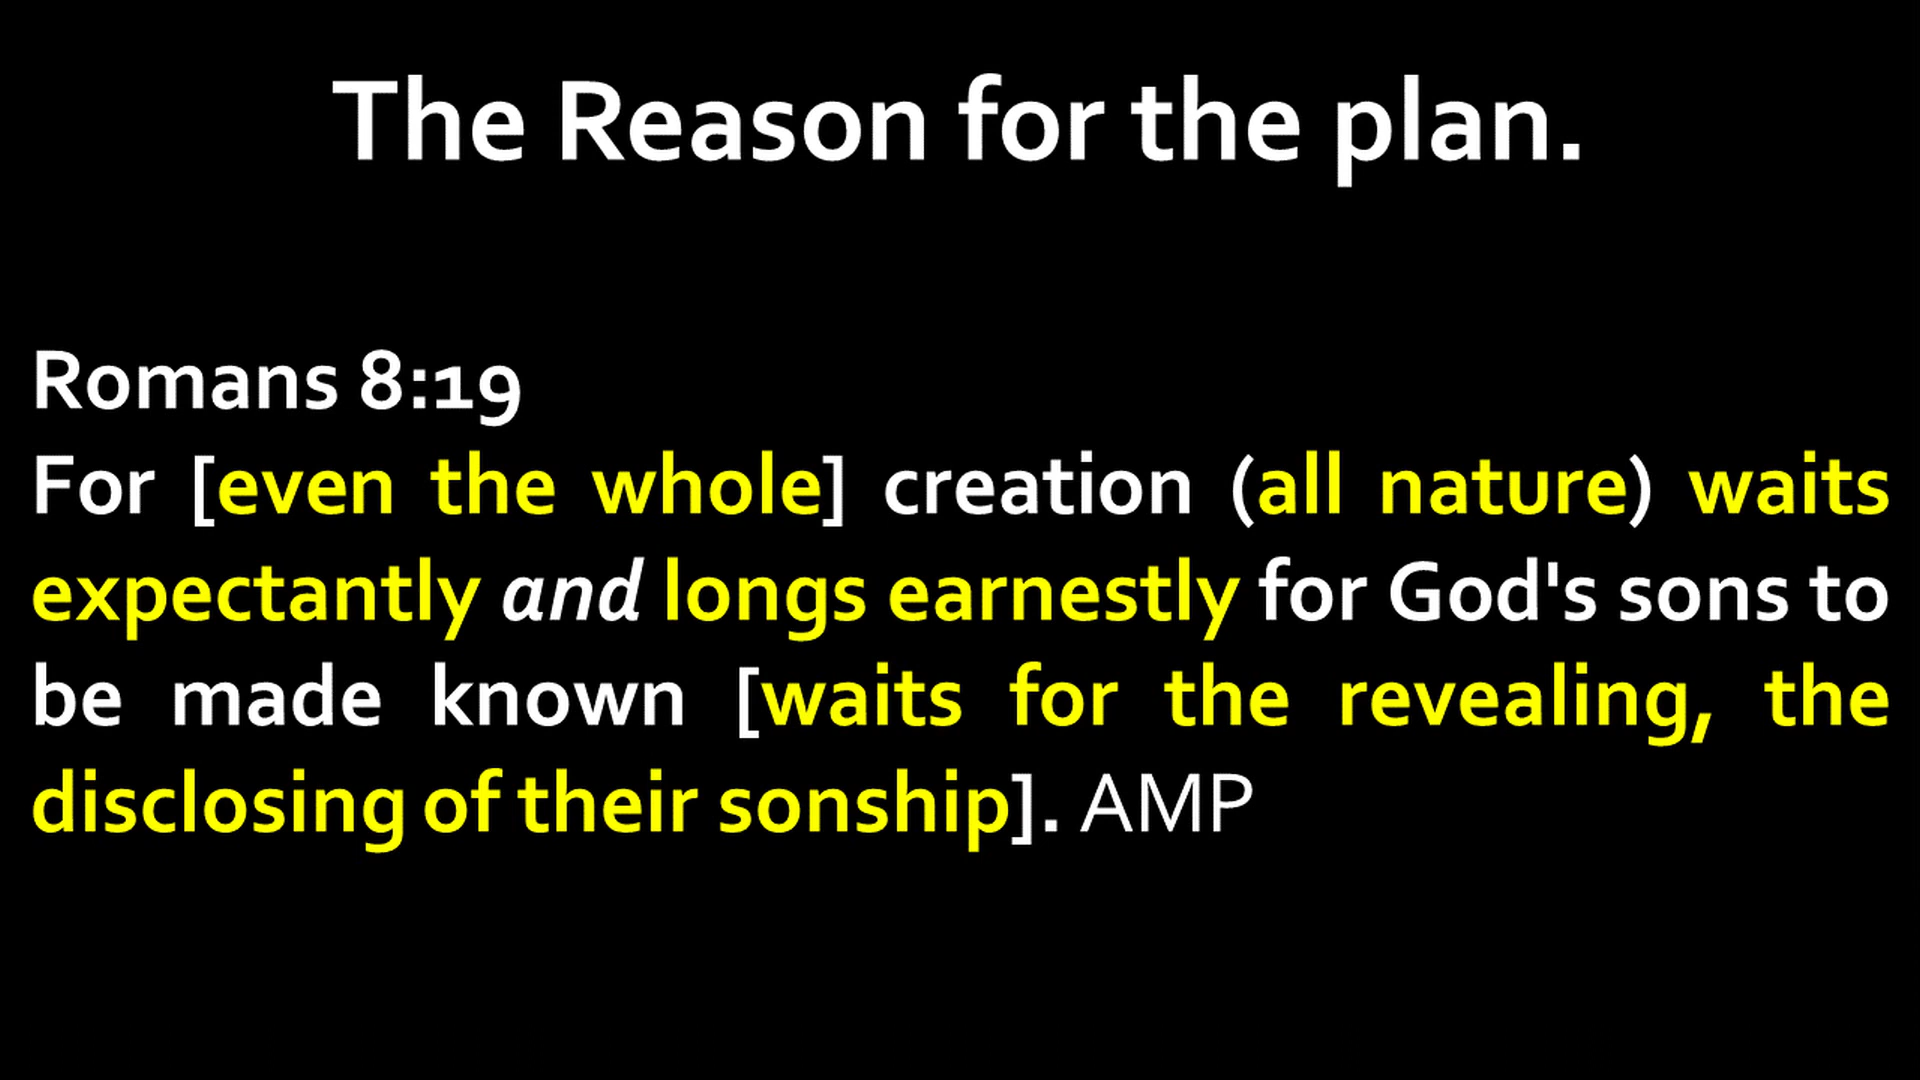 The Reason for the plan.
Romans 8:19
For [even the whole] creation (all nature) waits
expectantly and longs earnestly for God's sons to
be made known [waits for the revealing, the
disclosing of their sonship]. AMP